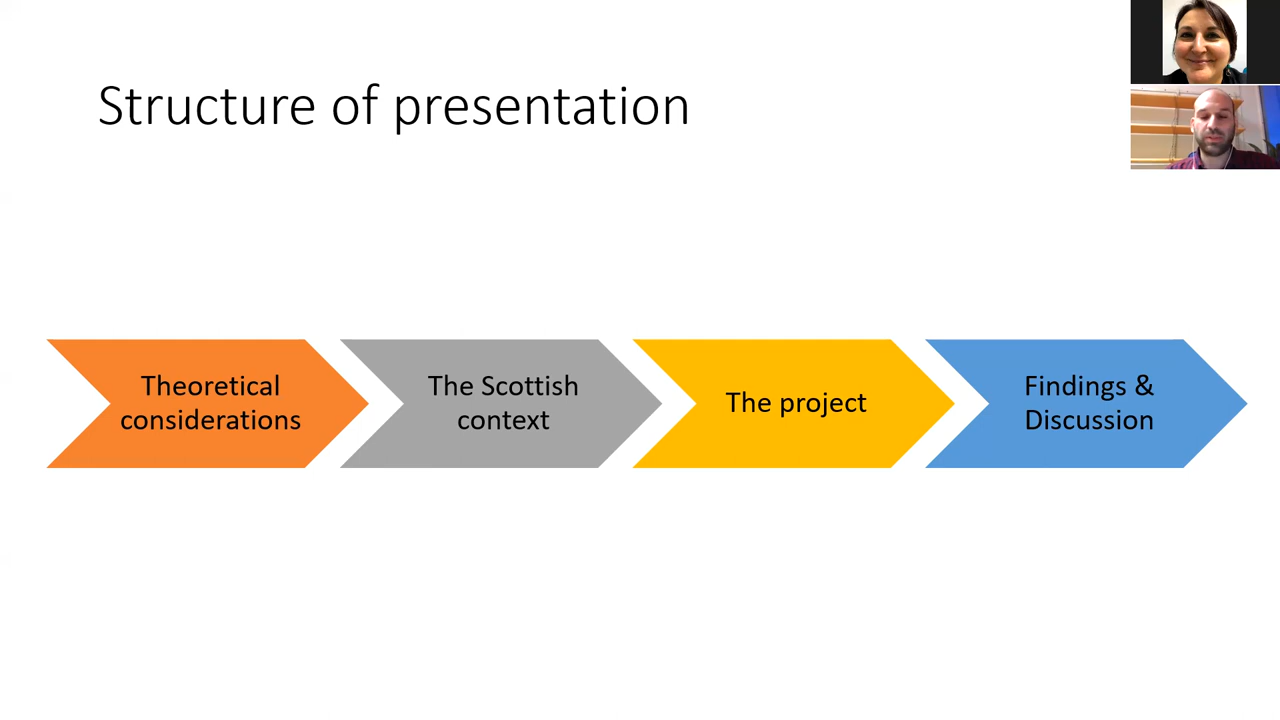 Structure of presentation
Theoretical
considerations
The Scottish
context
The project
Findings &
Discussion